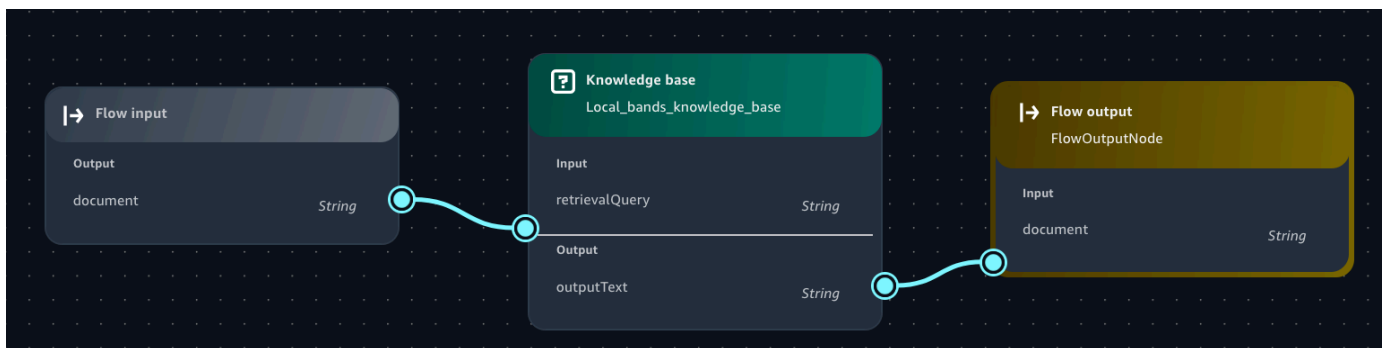 Flow input
Output
document
String
Knowledge base
Local_bands_knowledge_base
Input
retrievalQuery
String
Output
outputText
String
Flow output
FlowOutputNode
Input
document
String